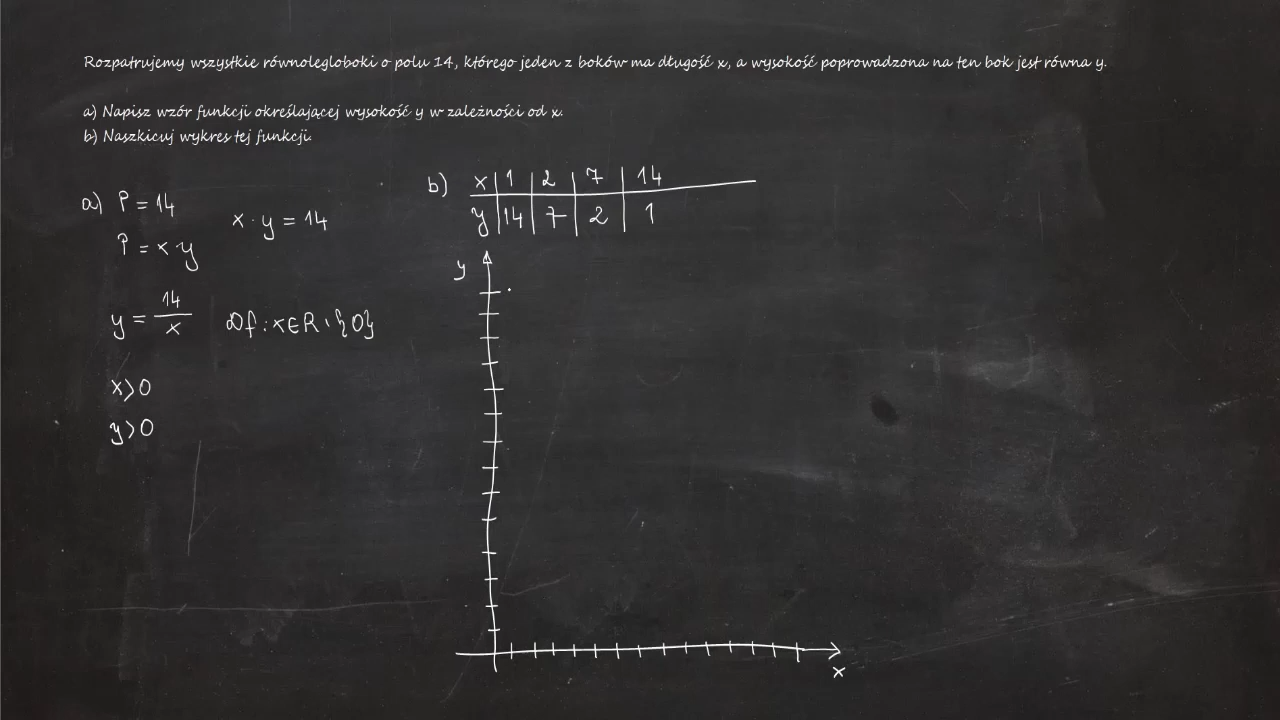 Rozpatrujemy wszystkie równoległoboki o polu 14, którego jeden z boków ma długość x, a wysokość poprowadzona na ten bok jest równa y.
a) Napisz wzór funkcji określającej wysokość y w zależności od x.
b) Naszkicuj wykres tej funkcji.
a) P = 14
P = x y
x · y = 14
y = 14/x
Df: x∈R \ {0}
x>0
y>0
b) x | 1 | 2 | 7 | 14
y | 14 | 7 | 2 | 1
y
x